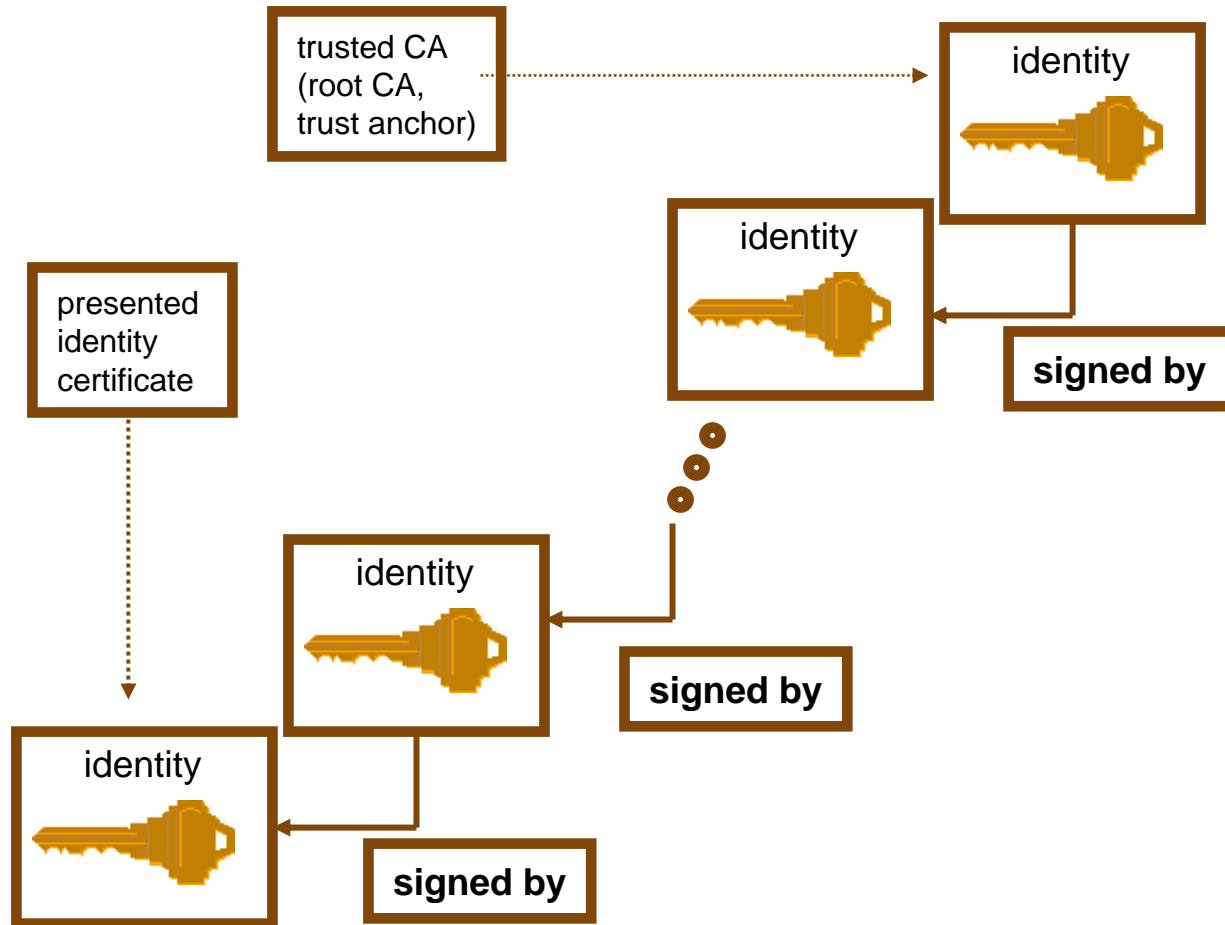 trusted CA
(root CA,
trust anchor)
identity
identity
signed by
presented
identity
certificate
identity
signed by
identity
signed by